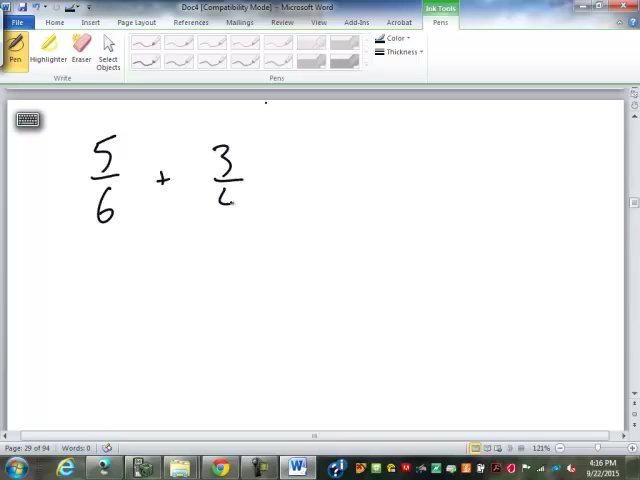 Doc4 [Compatibility Mode] - Microsoft Word
Ink Tools
File Home Insert Page Layout References Mailings Review View Add-Ins Acrobat Pens
Pen Highlighter Eraser Select Objects
Color
Thickness
Write Pens
5 3
+
6
Page: 29 of 94 Words: 0 121%
4:16 PM
9/22/2015